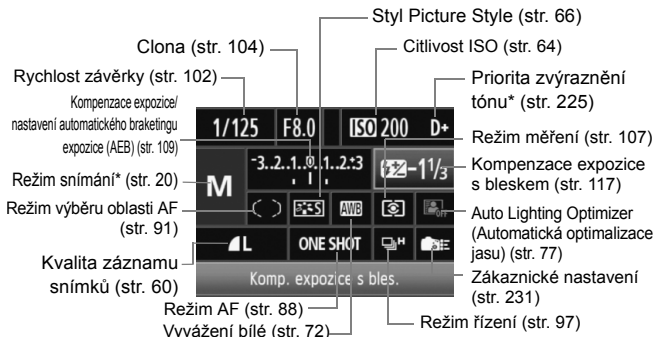 Styl Picture Style (str. 66)
Clona (str. 104)
Citlivost ISO (str. 64)
Rychlost závěrky (str. 102)
Priorita zvýraznění
tónu* (str. 225)
Kompenzace expozice/
nastavení automatického braketingu
expozice (AEB) (str. 109)
Režim snímání* (str. 20)
Režim výběru oblasti AF
(str. 91)
Kvalita záznamu
snímků (str. 60)
1/125 F8.0 ISO 200 D+
-3..2..1..0..1..2.:3 -1 1/3
M
S AWB OFF
L ONE SHOT H
Komp. expozice s bles.
Režim měření (str. 107)
Kompenzace expozice
s bleskem (str. 117)
Auto Lighting Optimizer
(Automatická optimalizace
jasu) (str. 77)
Zákaznické nastavení
(str. 231)
Režim AF (str. 88)
Režim řízení (str. 97)
Vyvážení bílé (str. 72)